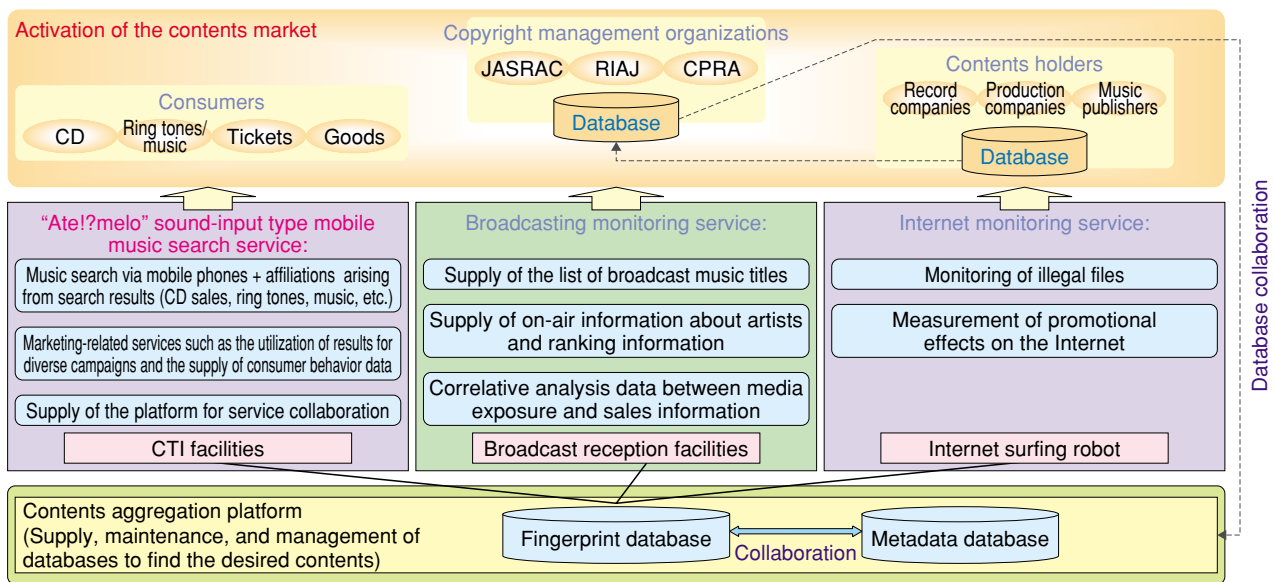 Activation of the contents market
Copyright management organizations
JASRAC
RIAJ
CPRA
Database
Contents holders
Record
companies
Production
companies
Music
publishers
Database
Consumers
CD
Ring tones/
music
Tickets
Goods
"Ate!?melo" sound-input type mobile
music search service:
Music search via mobile phones + affiliations arising
from search results (CD sales, ring tones, music, etc.)
Marketing-related services such as the utilization of results for
diverse campaigns and the supply of consumer behavior data
Supply of the platform for service collaboration
CTI facilities
Broadcasting monitoring service:
Supply of the list of broadcast music titles
Supply of on-air information about artists
and ranking information
Correlative analysis data between media
exposure and sales information
Broadcast reception facilities
Internet monitoring service:
Monitoring of illegal files
Measurement of promotional
effects on the Internet
Internet surfing robot
Database collaboration
Contents aggregation platform
(Supply, maintenance, and management of
databases to find the desired contents)
Fingerprint database
Collaboration
Metadata database